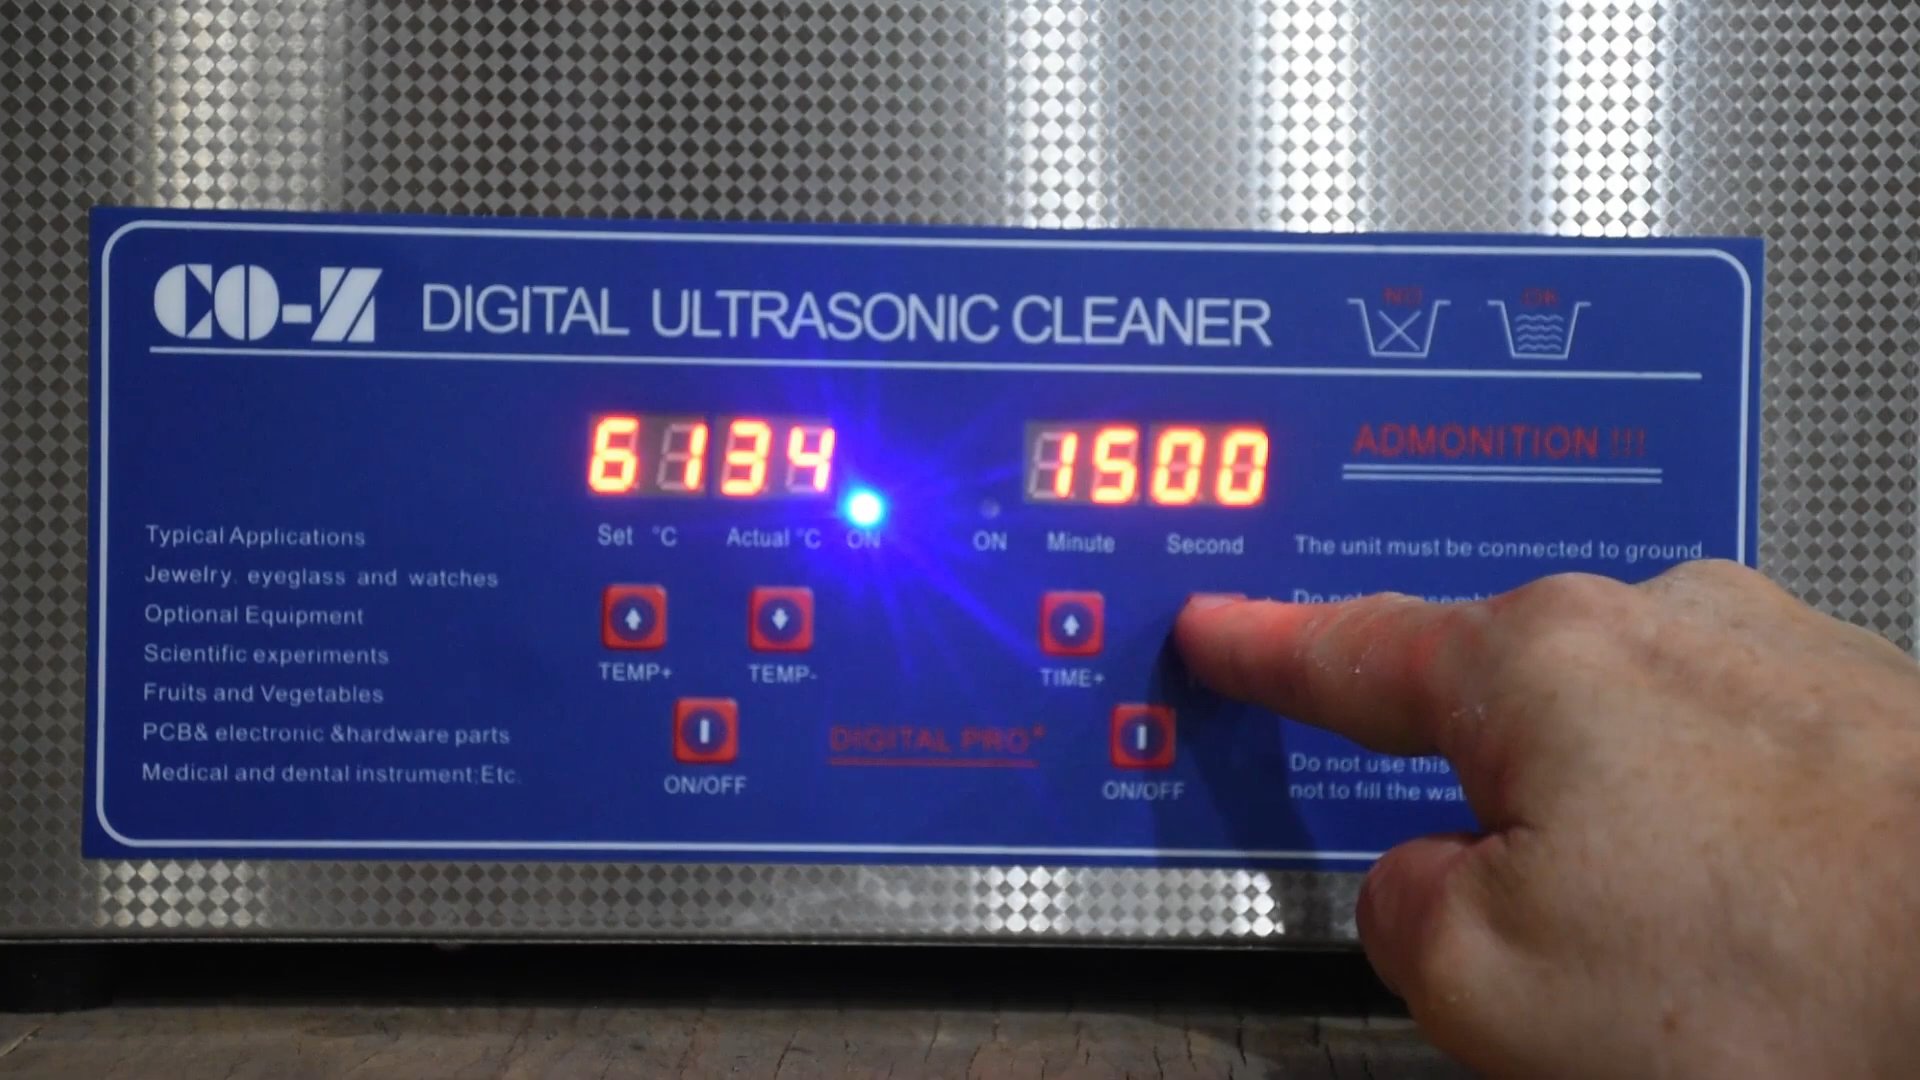 CO-Z DIGITAL ULTRASONIC CLEANER
NO OK
6134 1500
ADMONITION !!!
Set °C Actual °C ON ON Minute Second
Typical Applications
Jewelry. eyeglass and watches
Optional Equipment
Scientific experiments
Fruits and Vegetables
PCB& electronic &hardware parts
Medical and dental instrument;Etc.
TEMP+ TEMP- TIME+
DIGITAL PRO+
ON/OFF ON/OFF
The unit must be connected to ground.
Do
Do not use this
not to fill the